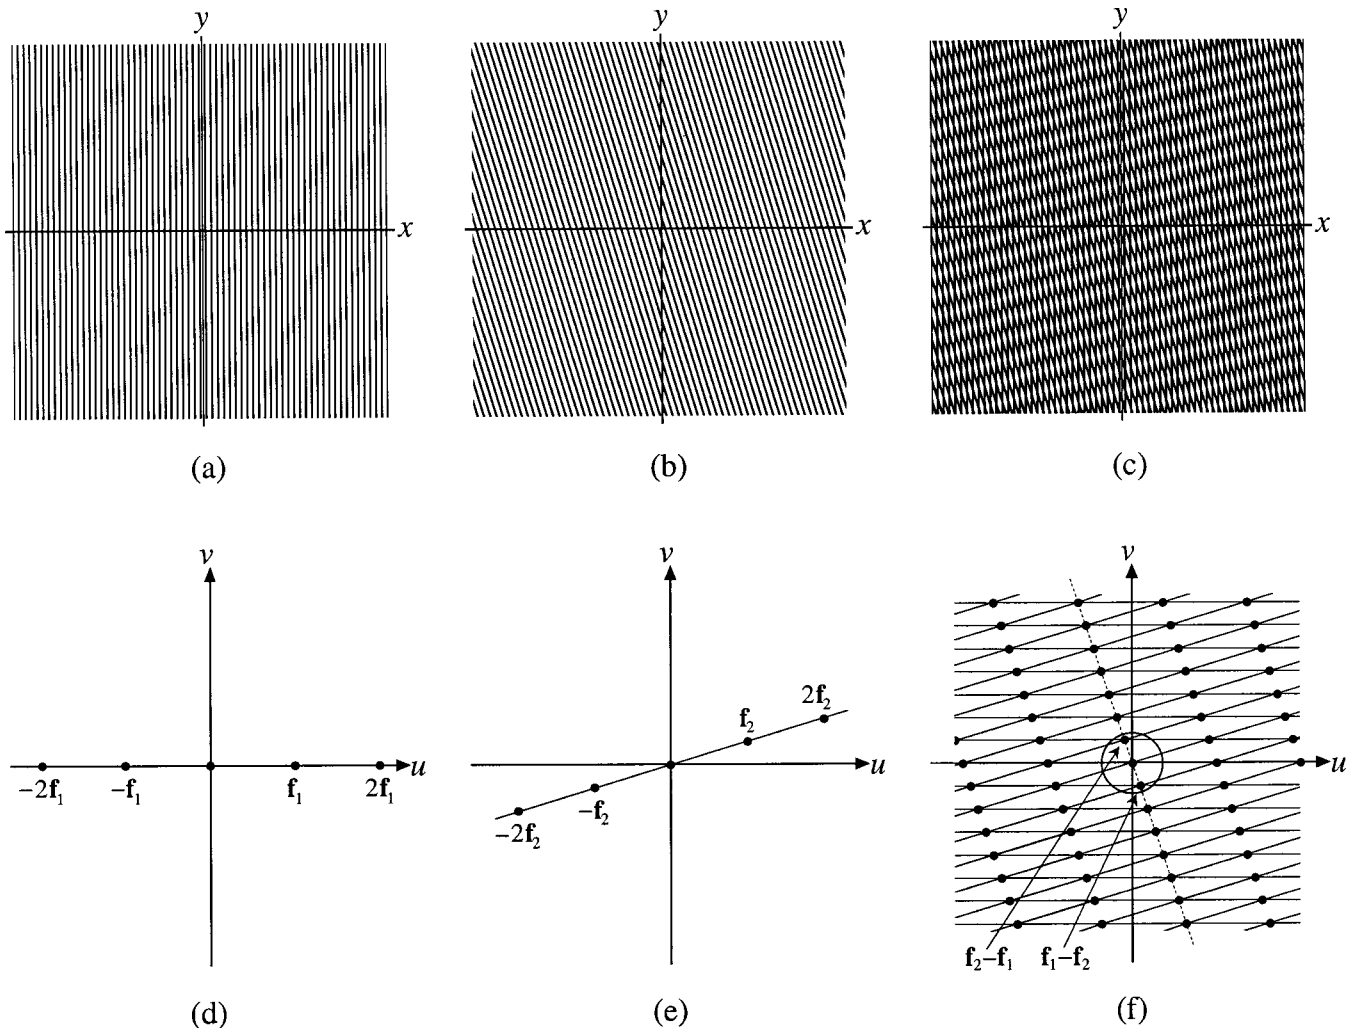 y y y
x x x
(a) (b) (c)
v v v
−2f₁ −f₁ f₁ 2f₁ u
−2f₂ −f₂ f₂ 2f₂ u
u
f₂−f₁ f₁−f₂
(d) (e) (f)